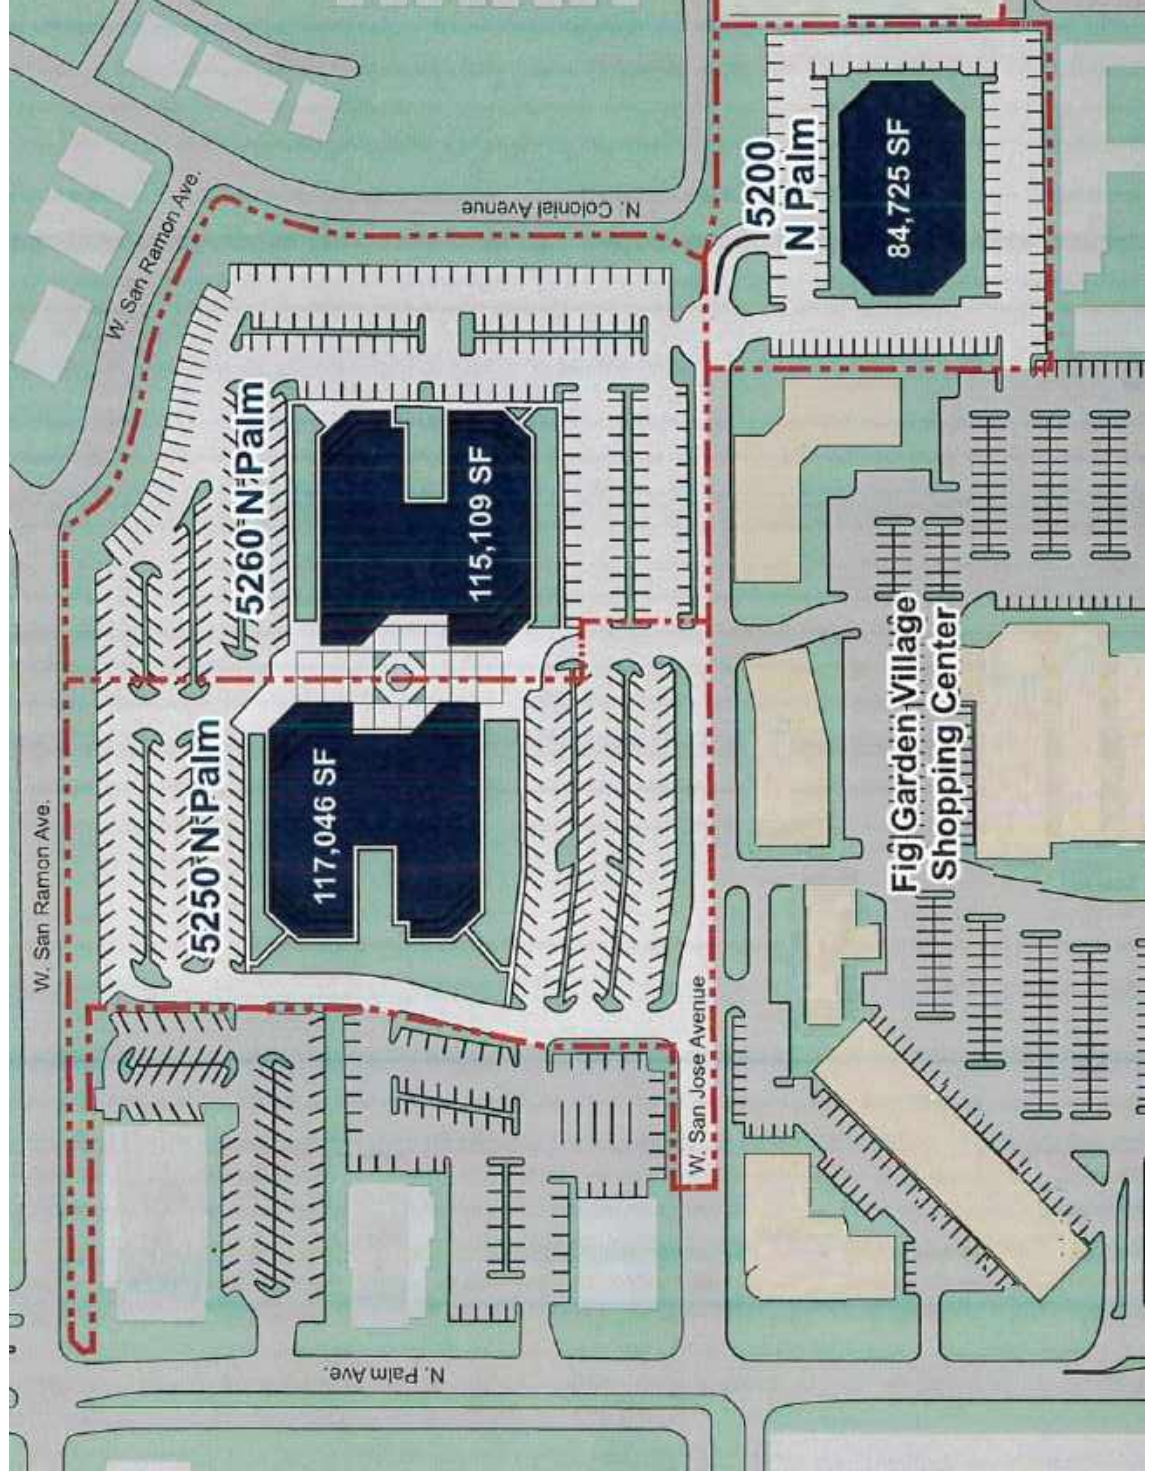 W. San Ramon Ave.
N. Colonial Avenue
5200
N Palm
84,725 SF
5260 N Palm
115,109 SF
5250 N Palm
117,046 SF
Fig Garden Village
Shopping Center
W. San Ramon Ave.
W. San Jose Avenue
N. Palm Ave.